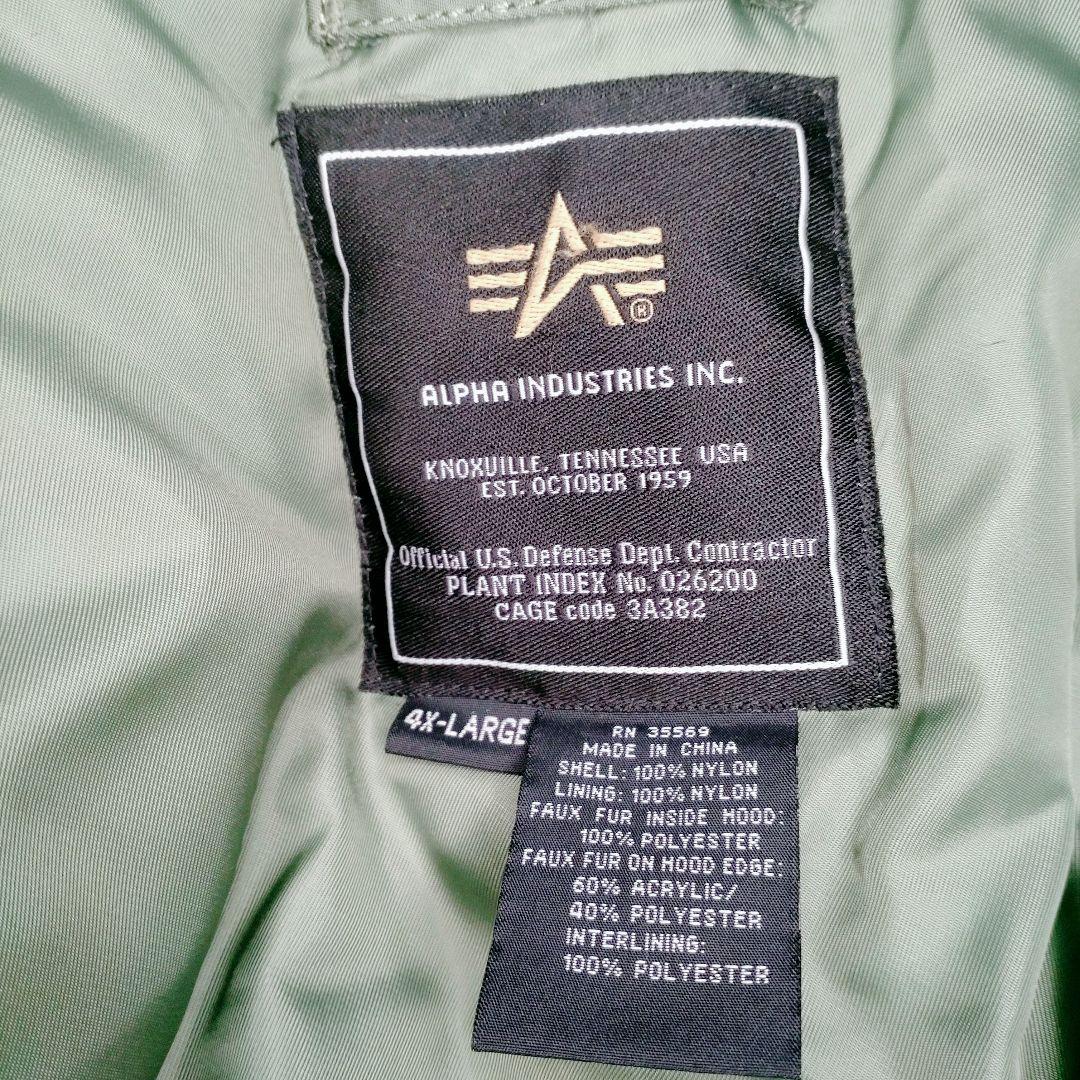 ®
ALPHA INDUSTRIES INC.
KNOXVILLE, TENNESSEE USA
EST. OCTOBER 1959
Official U.S. Defense Dept. Contractor
PLANT INDEX No. 026200
CAGE code 3A382
4X-LARGE
RN 35569
MADE IN CHINA
SHELL: 100% NYLON
LINING: 100% NYLON
FAUX FUR INSIDE HOOD:
100% POLYESTER
FAUX FUR ON HOOD EDGE:
60% ACRYLIC/
40% POLYESTER
INTERLINING:
100% POLYESTER